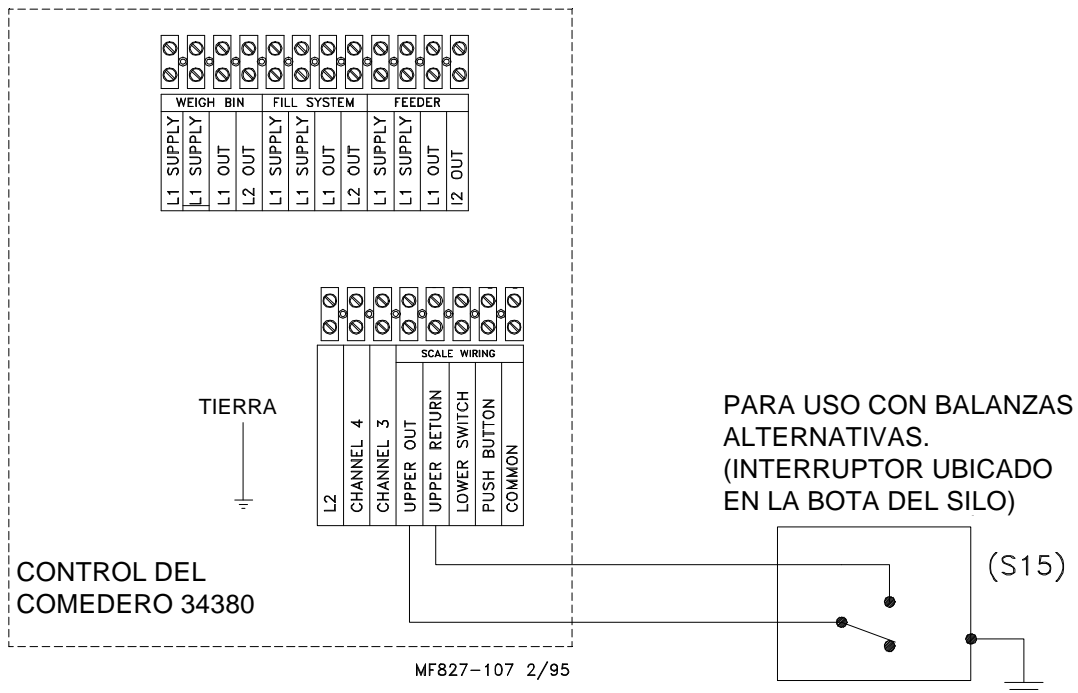 WEIGH BIN FILL SYSTEM FEEDER
L1 SUPPLY
L1 SUPPLY
L1 OUT
L2 OUT
L1 SUPPLY
L1 SUPPLY
L1 OUT
L2 OUT
L1 SUPPLY
L1 SUPPLY
L1 OUT
l2 OUT
SCALE WIRING
L2
CHANNEL 4
CHANNEL 3
UPPER OUT
UPPER RETURN
LOWER SWITCH
PUSH BUTTON
COMMON
TIERRA
PARA USO CON BALANZAS
ALTERNATIVAS.
(INTERRUPTOR UBICADO
EN LA BOTA DEL SILO)
(S15)
CONTROL DEL
COMEDERO 34380
MF827-107 2/95